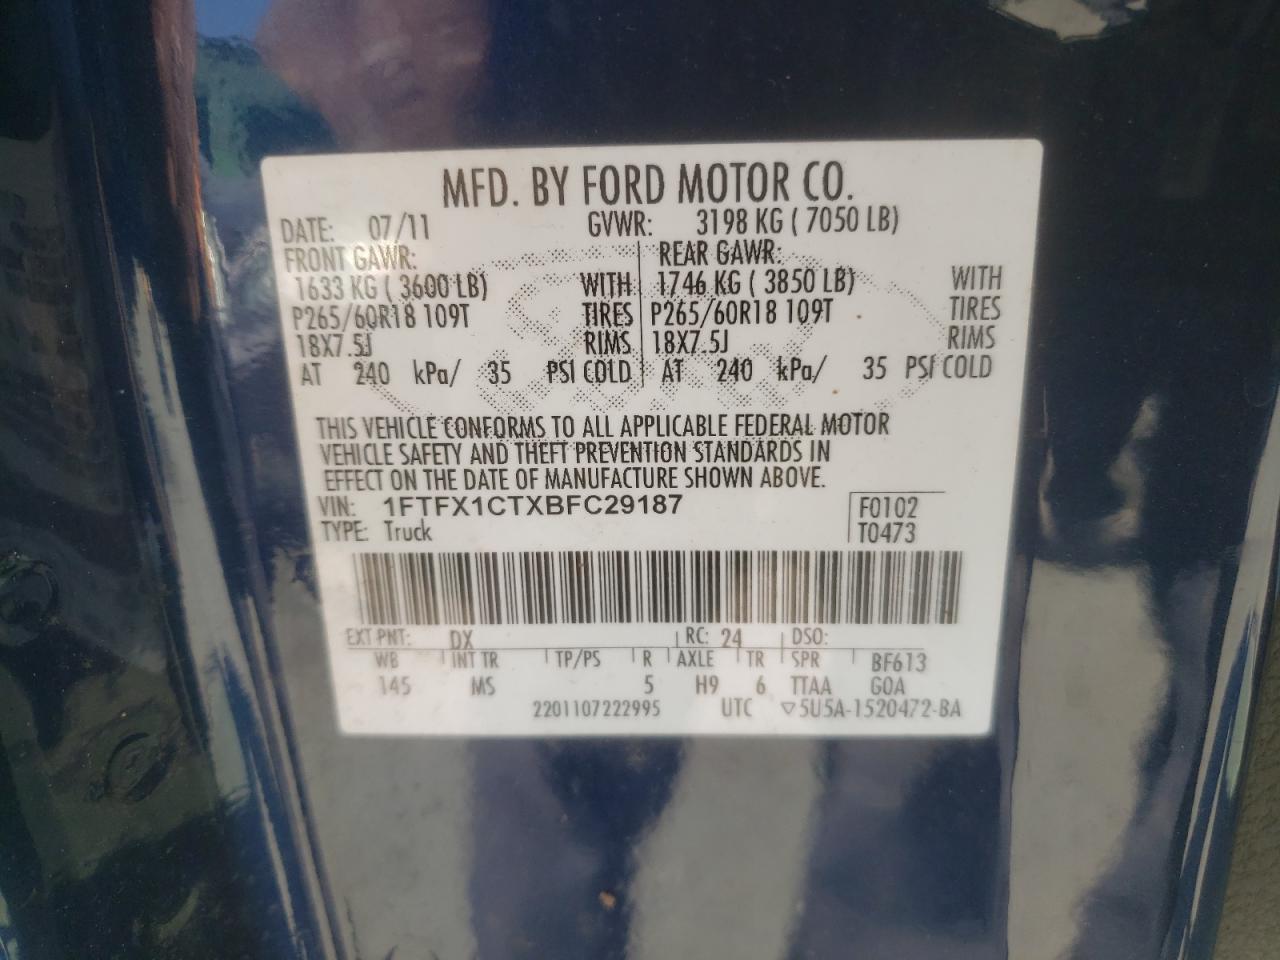 MFD. BY FORD MOTOR CO.
DATE: 07/11 GVWR: 3198 KG ( 7050 LB)
FRONT GAWR: REAR GAWR:
1633 KG ( 3600 LB) WITH 1746 KG ( 3850 LB) WITH
P265/60R18 109T TIRES P265/60R18 109T TIRES
18X7.5J RIMS 18X7.5J RIMS
AT 240 kPa/ 35 PSI COLD AT 240 kPa/ 35 PSI COLD
THIS VEHICLE CONFORMS TO ALL APPLICABLE FEDERAL MOTOR
VEHICLE SAFETY AND THEFT PREVENTION STANDARDS IN
EFFECT ON THE DATE OF MANUFACTURE SHOWN ABOVE.
VIN: 1FTFX1CTXBFC29187 F0102
TYPE: Truck T0473
EXT PNT: DX RC: 24 DSO:
WB INT TR TP/PS R AXLE TR SPR BF613
145 MS 5 H9 6 TTAA GOA
2201107222995 UTC ▽5U5A-1520472-BA